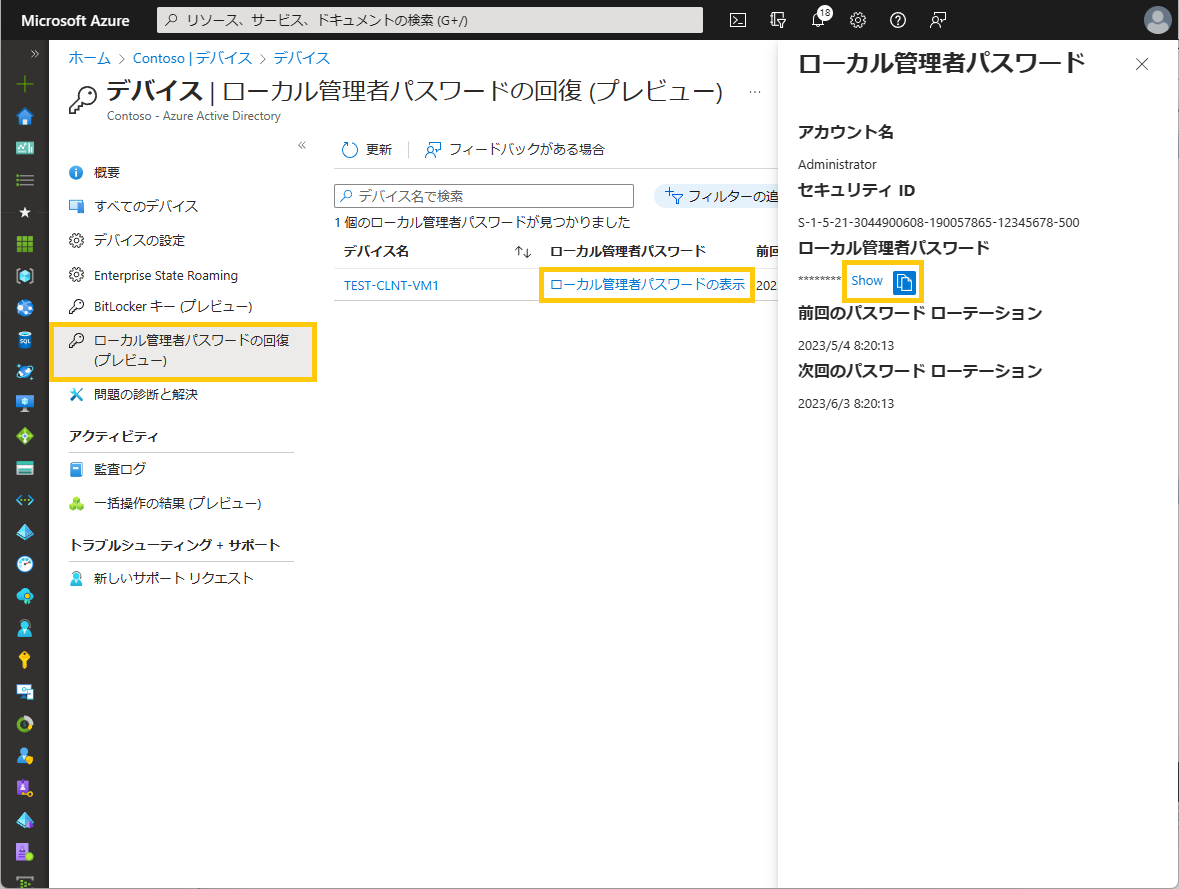 Microsoft Azure
リソース、サービス、ドキュメントの検索 (G+/)
18
ホーム > Contoso | デバイス > デバイス
デバイス | ローカル管理者パスワードの回復 (プレビュー) ...
Contoso - Azure Active Directory
概要
すべてのデバイス
デバイスの設定
Enterprise State Roaming
BitLocker キー (プレビュー)
ローカル管理者パスワードの回復
(プレビュー)
問題の診断と解決
アクティビティ
監査ログ
一括操作の結果 (プレビュー)
トラブルシューティング + サポート
新しいサポート リクエスト
更新
フィードバックがある場合
デバイス名で検索
フィルターの追
1 個のローカル管理者パスワードが見つかりました
デバイス名 ↑↓ ローカル管理者パスワード 前回
TEST-CLNT-VM1 ローカル管理者パスワードの表示 202
ローカル管理者パスワード
アカウント名
Administrator
セキュリティ ID
S-1-5-21-3044900608-190057865-12345678-500
ローカル管理者パスワード
******** Show
前回のパスワード ローテーション
2023/5/4 8:20:13
次回のパスワード ローテーション
2023/6/3 8:20:13